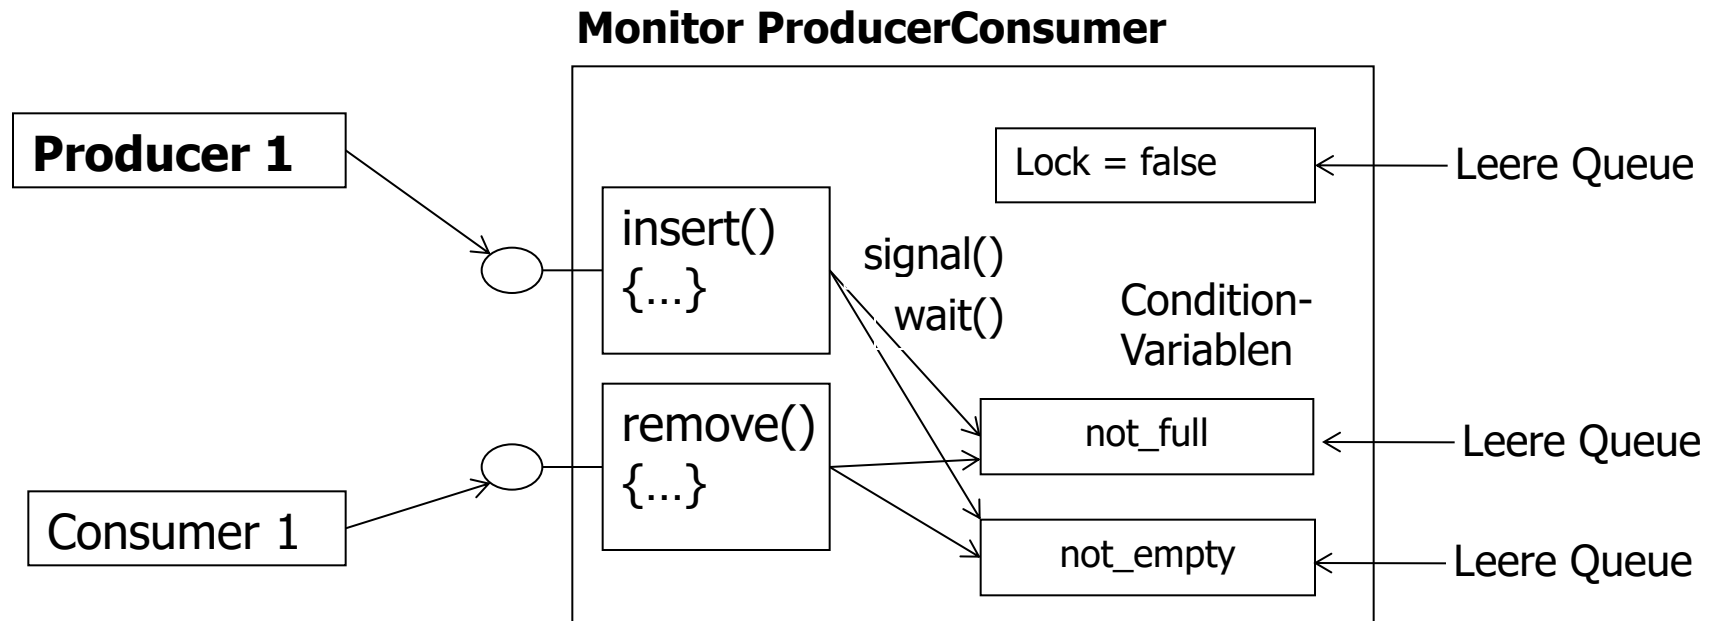 Monitor ProducerConsumer
Producer 1
Lock = false
Leere Queue
insert()
{...}
signal()
wait()
Condition-
Variablen
remove()
{...}
not_full
Leere Queue
Consumer 1
not_empty
Leere Queue